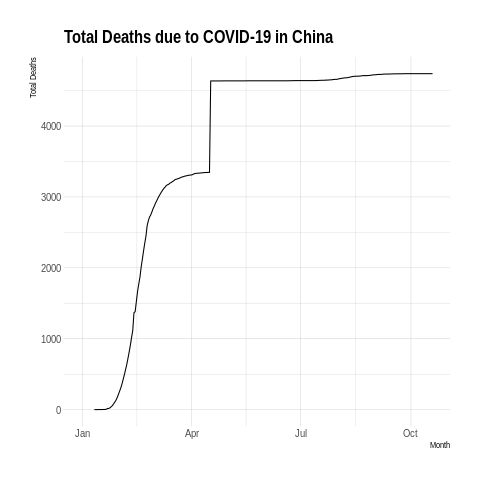 Total Deaths due to COVID-19 in China
Total Deaths
4000
3000
2000
1000
0
Jan Apr Jul Oct
Month